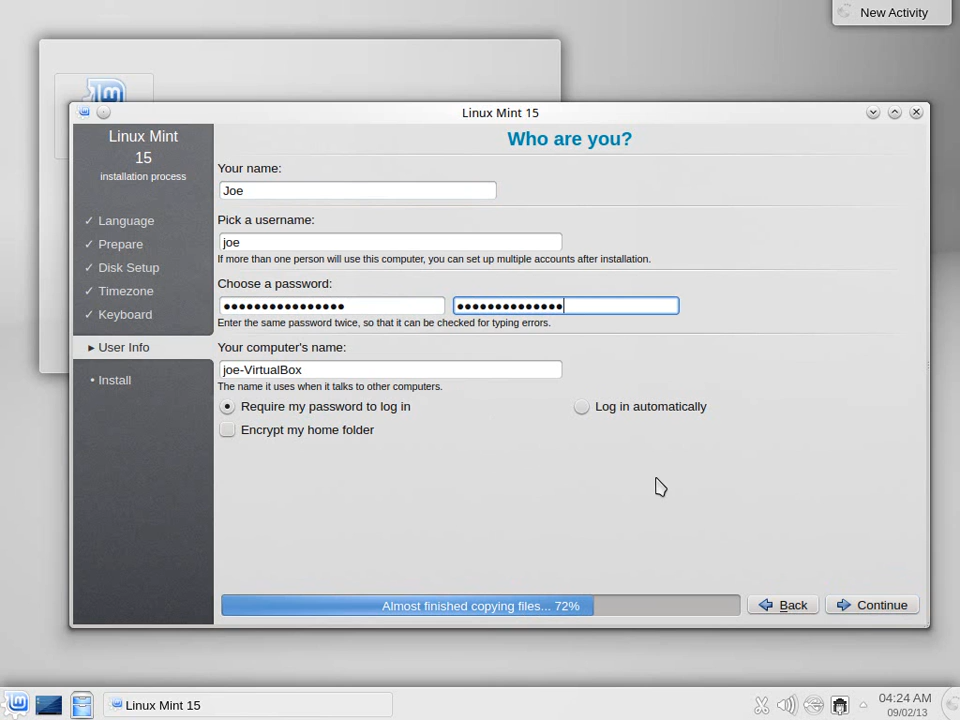 New Activity
Linux Mint 15
Linux Mint
15
installation process
✓ Language
✓ Prepare
✓ Disk Setup
✓ Timezone
✓ Keyboard
▸ User Info
• Install
Who are you?
Your name:
Joe
Pick a username:
joe
If more than one person will use this computer, you can set up multiple accounts after installation.
Choose a password:
●●●●●●●●●●●●●●●● ●●●●●●●●●●●●●●
Enter the same password twice, so that it can be checked for typing errors.
Your computer's name:
joe-VirtualBox
The name it uses when it talks to other computers.
Require my password to log in Log in automatically
Encrypt my home folder
Almost finished copying files... 72% Back Continue
Linux Mint 15 04:24 AM
09/02/13